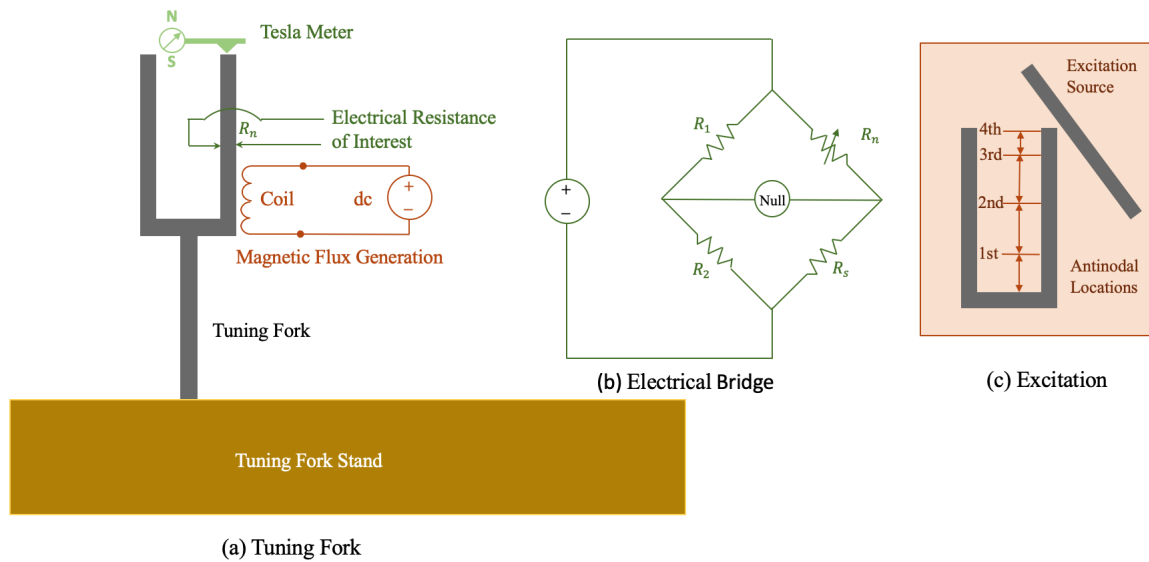 N
S
Tesla Meter
Electrical Resistance
of Interest
Rₙ
Coil
dc
+
−
Magnetic Flux Generation
Tuning Fork
Tuning Fork Stand
(a) Tuning Fork
R₁
Rₙ
+
−
Null
R₂
Rₛ
(b) Electrical Bridge
Excitation
Source
4th
3rd
2nd
1st
Antinodal
Locations
(c) Excitation